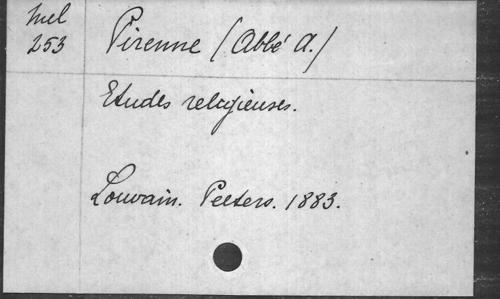 Mel
253
Pirenne (Abbé A.)
Etudes religieuses.
Louvain. Peeters. 1883.